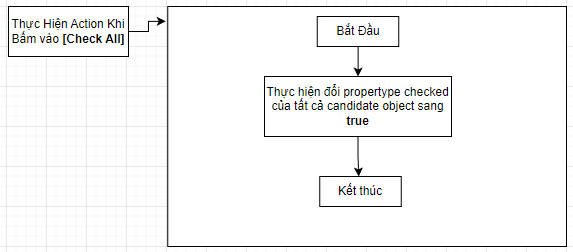 Thực Hiện Action Khi
Bấm vào [Check All]
Bắt Đầu
Thực hiện đổi propertype checked
của tất cả candidate object sang
true
Kết thúc